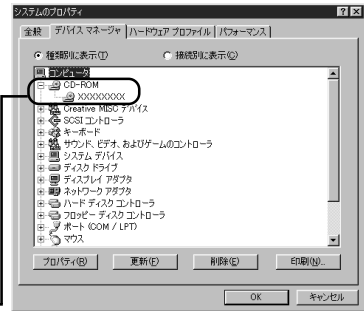 システムのプロパティ
全般 デバイス マネージャ ハードウェア プロファイル パフォーマンス
種類別に表示(T) 接続別に表示(C)
コンピュータ
CD-ROM
XXXXXXXXX
Creative MISC デバイス
SCSI コントローラ
キーボード
サウンド、ビデオ、およびゲームのコントローラ
システム デバイス
ディスク ドライブ
ディスプレイ アダプタ
ネットワーク アダプタ
ハード ディスク コントローラ
フロッピー ディスク コントローラ
ポート (COM / LPT)
マウス
プロパティ(R) 更新(F) 削除(E) 印刷(N)...
OK キャンセル